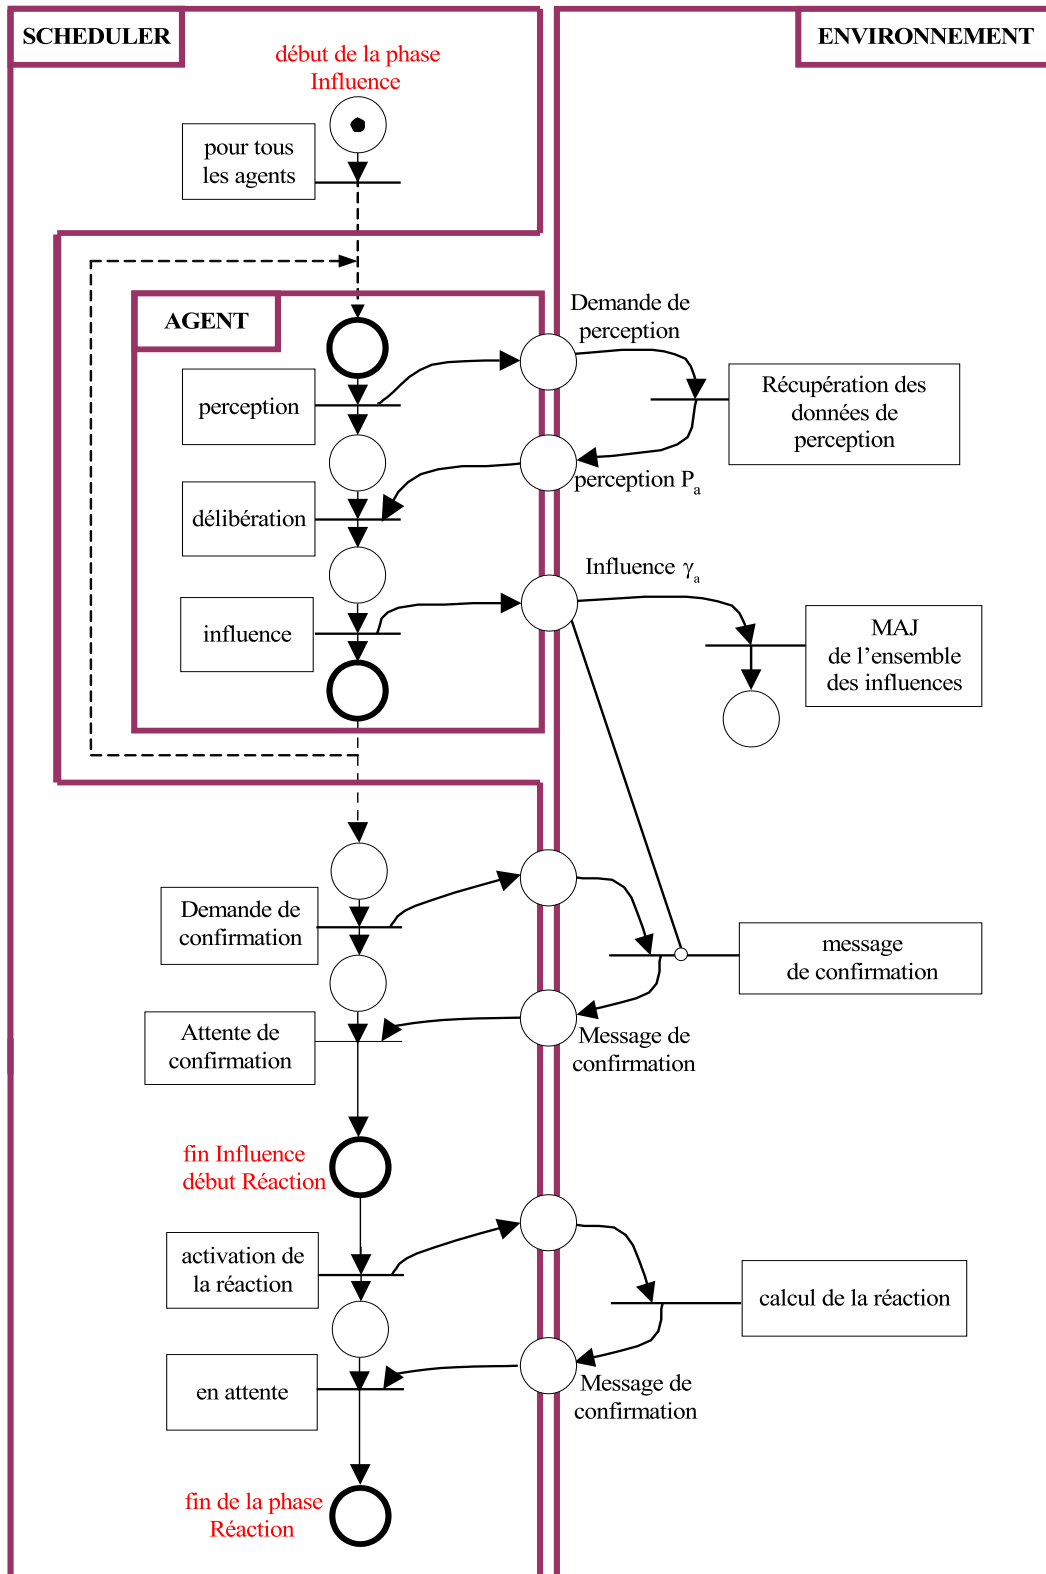 SCHEDULER
ENVIRONNEMENT
début de la phase
Influence
pour tous
les agents
AGENT
Demande de
perception
perception
Récupération des
données de
perception
perception Pa
délibération
Influence γa
influence
MAJ
de l'ensemble
des influences
Demande de
confirmation
message
de confirmation
Attente de
confirmation
Message de
confirmation
fin Influence
début Réaction
activation de
la réaction
calcul de la réaction
en attente
Message de
confirmation
fin de la phase
Réaction